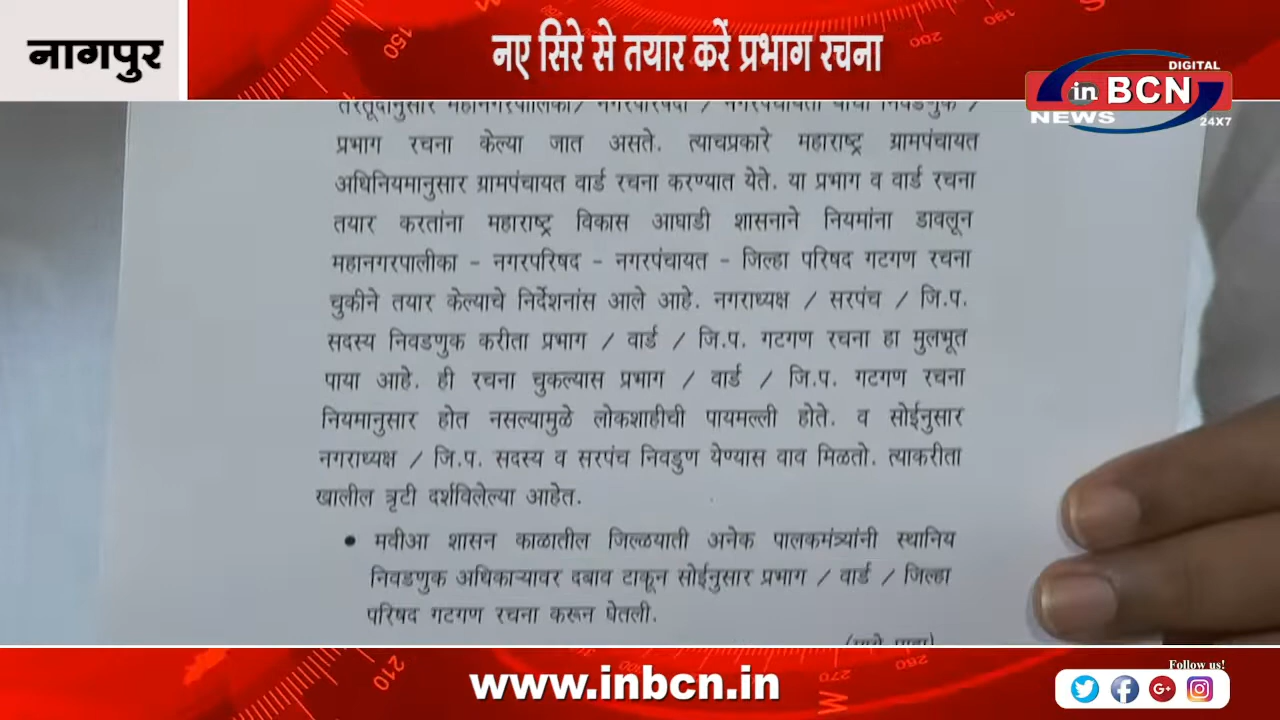 नागपुर
नए सिरे से तयार करें प्रभाग रचना
DIGITAL
in BCN
NEWS
24X7
तरतूदीनुसार महानगरपालिका/ नगरपरिषदा / नगरपंचायती यांचा निवडणुक /
प्रभाग रचना केल्या जात असते. त्याचप्रकारे महाराष्ट्र ग्रामपंचायत
अधिनियमानुसार ग्रामपंचायत वार्ड रचना करण्यात येते. या प्रभाग व वार्ड रचना
तयार करतांना महाराष्ट्र विकास आघाडी शासनाने नियमांना डावलून
महानगरपालीका - नगरपरिषद - नगरपंचायत - जिल्हा परिषद गटगण रचना
चुकीने तयार केल्याचे निर्देशनांस आले आहे. नगराध्यक्ष / सरपंच / जि.प.
सदस्य निवडणुक करीता प्रभाग / वार्ड / जि.प. गटगण रचना हा मुलभूत
पाया आहे. ही रचना चुकल्यास प्रभाग / वार्ड / जि.प. गटगण रचना
नियमानुसार होत नसल्यामुळे लोकशाहीची पायमल्ली होते. व सोईनुसार
नगराध्यक्ष / जि.प. सदस्य व सरपंच निवडुण येण्यास वाव मिळतो. त्याकरीता
खालील त्रृटी दर्शविलेल्या आहेत.
• मवीआ शासन काळातील जिल्ळयाती अनेक पालकमंत्र्यांनी स्थानिय
निवडणुक अधिकाऱ्यावर दबाव टाकून सोईनुसार प्रभाग / वार्ड / जिल्हा
परिषद गटगण रचना करून घेतली.
www.inbcn.in
Follow us!